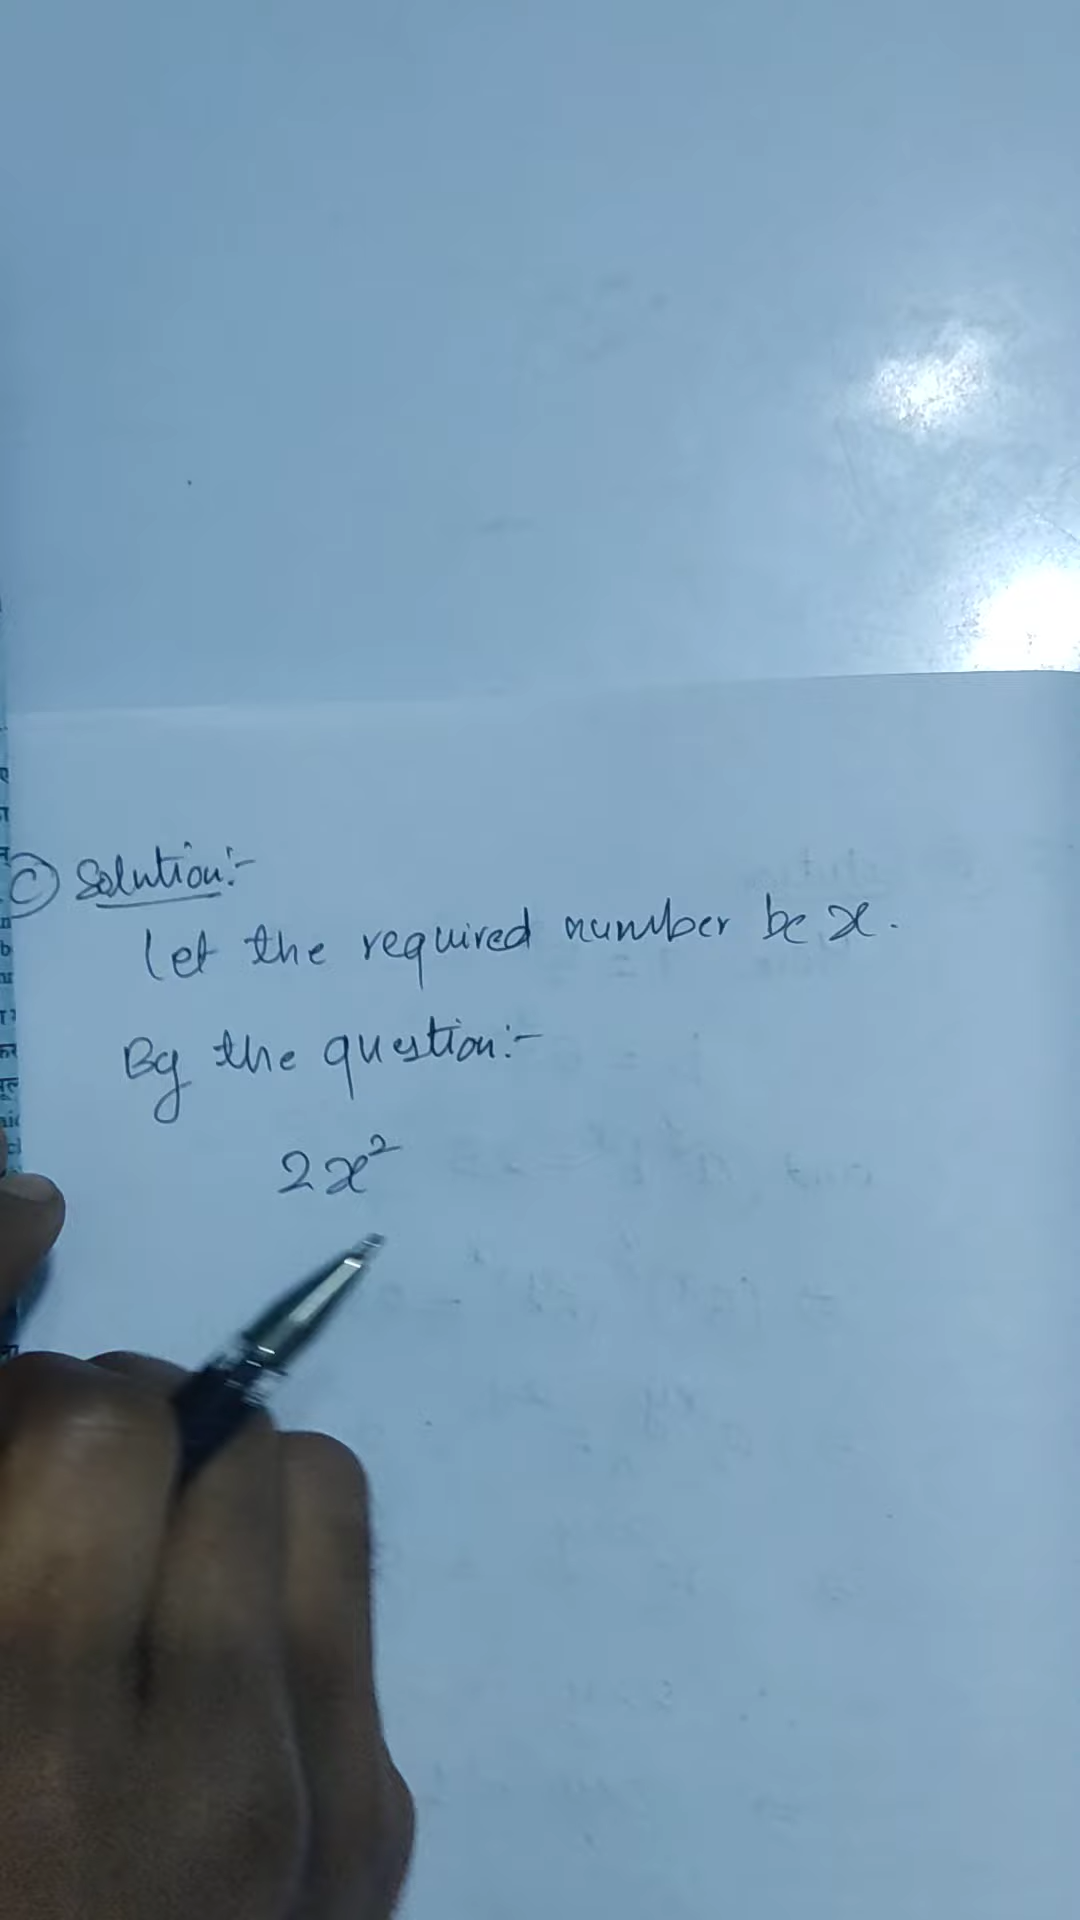 C Solution:-
Let the required number be x.
By the question:-
2x²